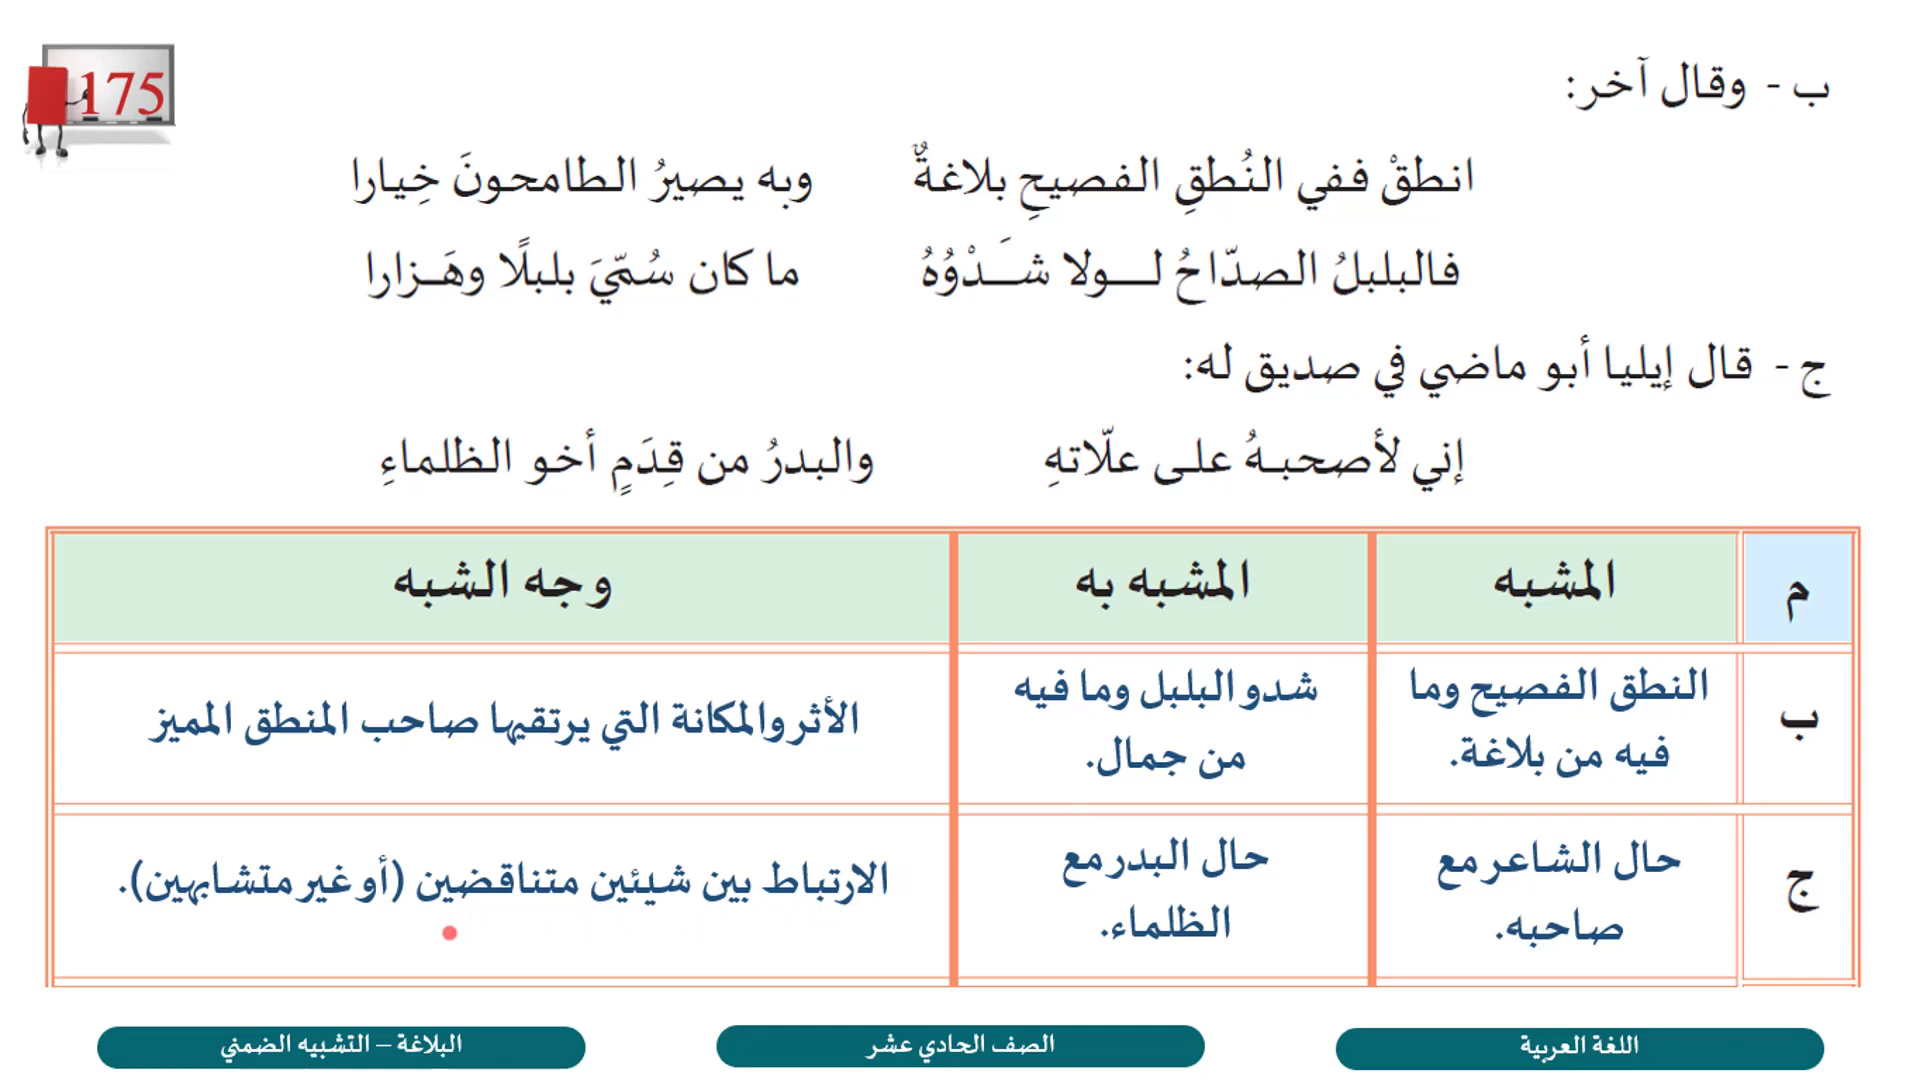 175
ب - وقال آخر:
انطقْ ففي النُطقِ الفصيحِ بلاغةٌ وبه يصيرُ الطامحونَ خِيارا
فالبلبلُ الصدّاحُ لـــولا شَــدْوُهُ ما كان سُمّيَ بلبلًا وهَـزارا
ج - قال إيليا أبو ماضي في صديق له:
إني لأصحبهُ على علّاتهِ والبدرُ من قِدَمٍ أخو الظلماءِ
م المشبه المشبه به وجه الشبه
ب النطق الفصيح وما فيه من بلاغة. شدو البلبل وما فيه من جمال. الأثر والمكانة التي يرتقيها صاحب المنطق المميز
ج حال الشاعر مع صاحبه. حال البدر مع الظلماء. الارتباط بين شيئين متناقضين (أو غير متشابهين).
اللغة العربية الصف الحادي عشر البلاغة – التشبيه الضمني